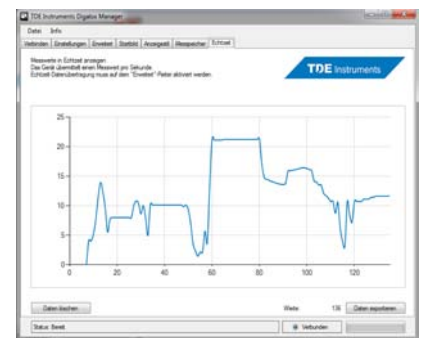 TDE Instruments Digalox Manager
Datei Info
Verbinden Einstellungen Erweitert Startbild Anzeigestil Messspeicher Echtzeit
Messwerte in Echtzeit anzeigen.
Das Gerät übermittelt einen Messwert pro Sekunde.
Echtzeit-Datenübertragung muss auf dem "Erweitert"-Reiter aktiviert werden.
TDE Instruments
25
20
15
10
5
0
0 20 40 60 80 100 120
Daten löschen
Werte: 136
Daten exportieren
Status: Bereit
Verbunden